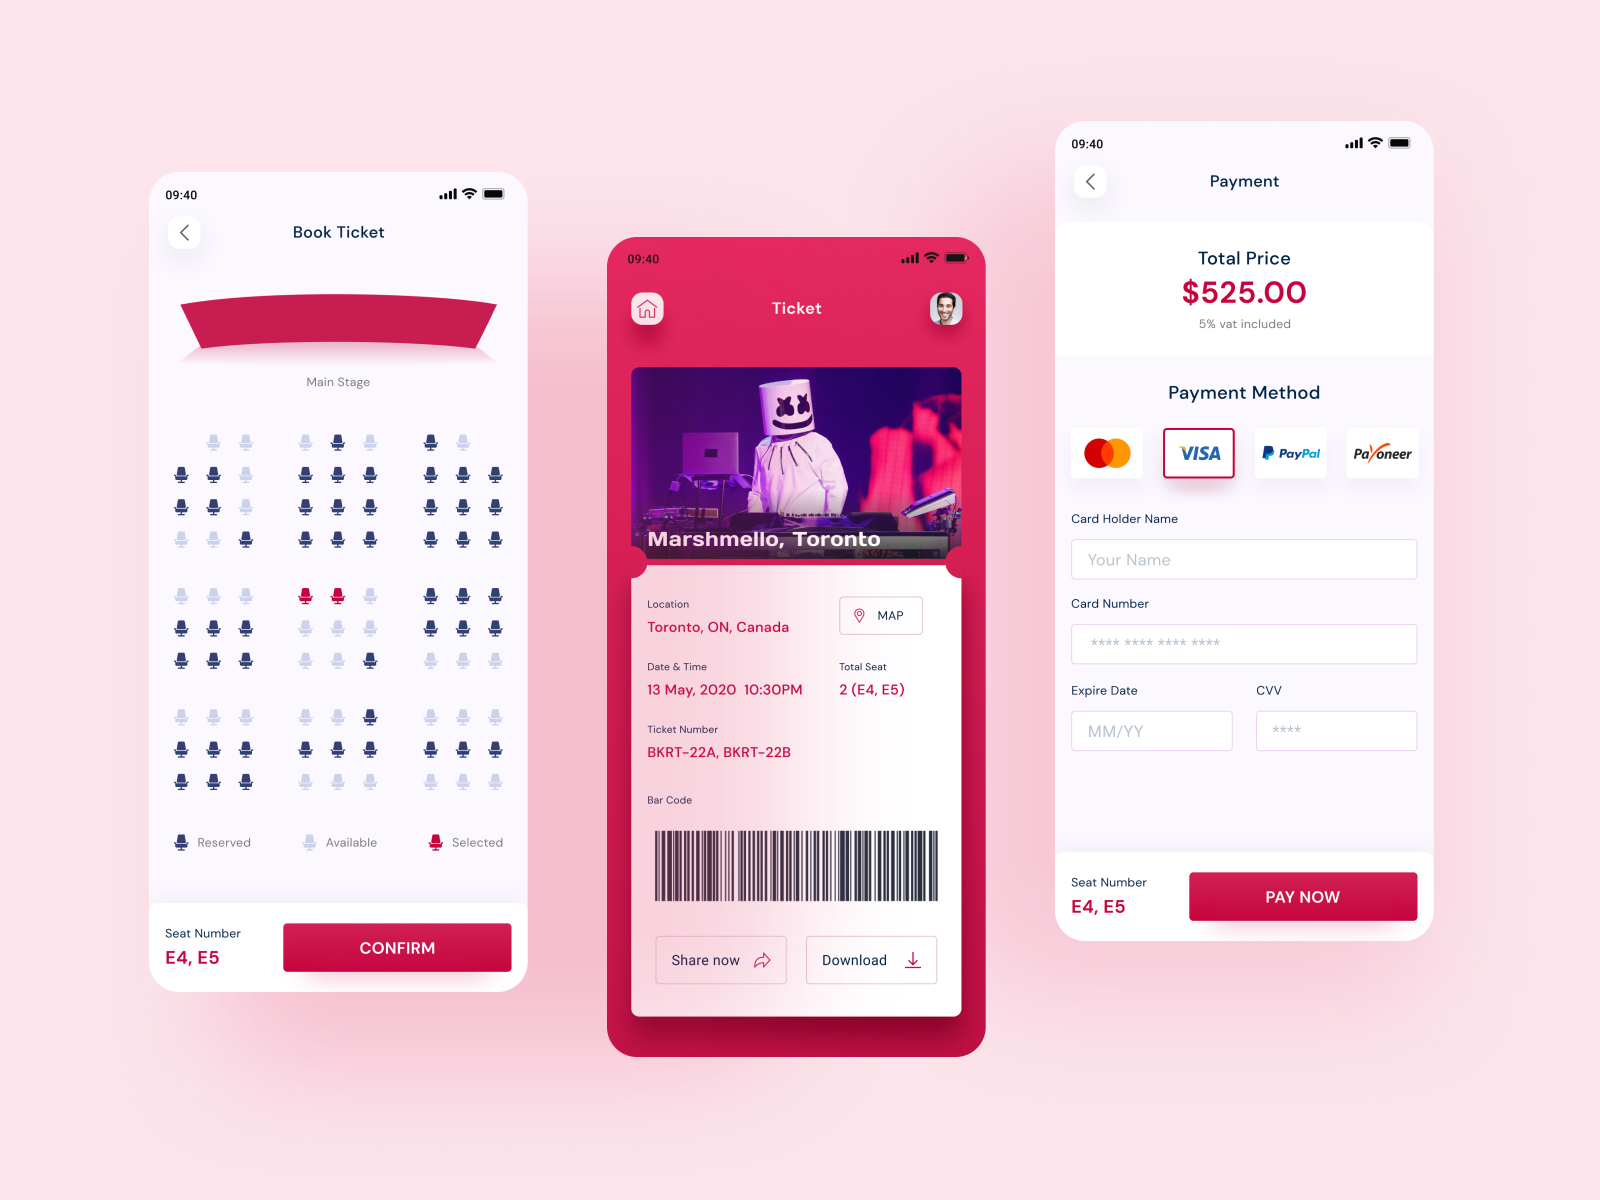 09:40
Book Ticket
Main Stage
Reserved
Available
Selected
Seat Number
E4, E5
CONFIRM
09:40
Ticket
Marshmello, Toronto
Location
Toronto, ON, Canada
MAP
Date & Time
13 May, 2020  10:30PM
Total Seat
2 (E4, E5)
Ticket Number
BKRT-22A, BKRT-22B
Bar Code
Share now
Download
09:40
Payment
Total Price
$525.00
5% vat included
Payment Method
VISA
PayPal
Payoneer
Card Holder Name
Your Name
Card Number
**** **** **** ****
Expire Date
CVV
MM/YY
****
Seat Number
E4, E5
PAY NOW